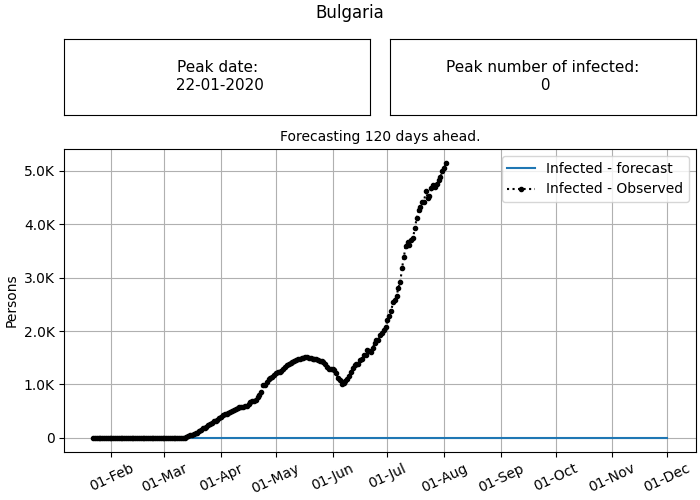 Bulgaria
Peak date:
22-01-2020
Peak number of infected:
0
Forecasting 120 days ahead.
Infected - forecast
Infected - Observed
Persons
5.0K
4.0K
3.0K
2.0K
1.0K
0
01-Feb
01-Mar
01-Apr
01-May
01-Jun
01-Jul
01-Aug
01-Sep
01-Oct
01-Nov
01-Dec